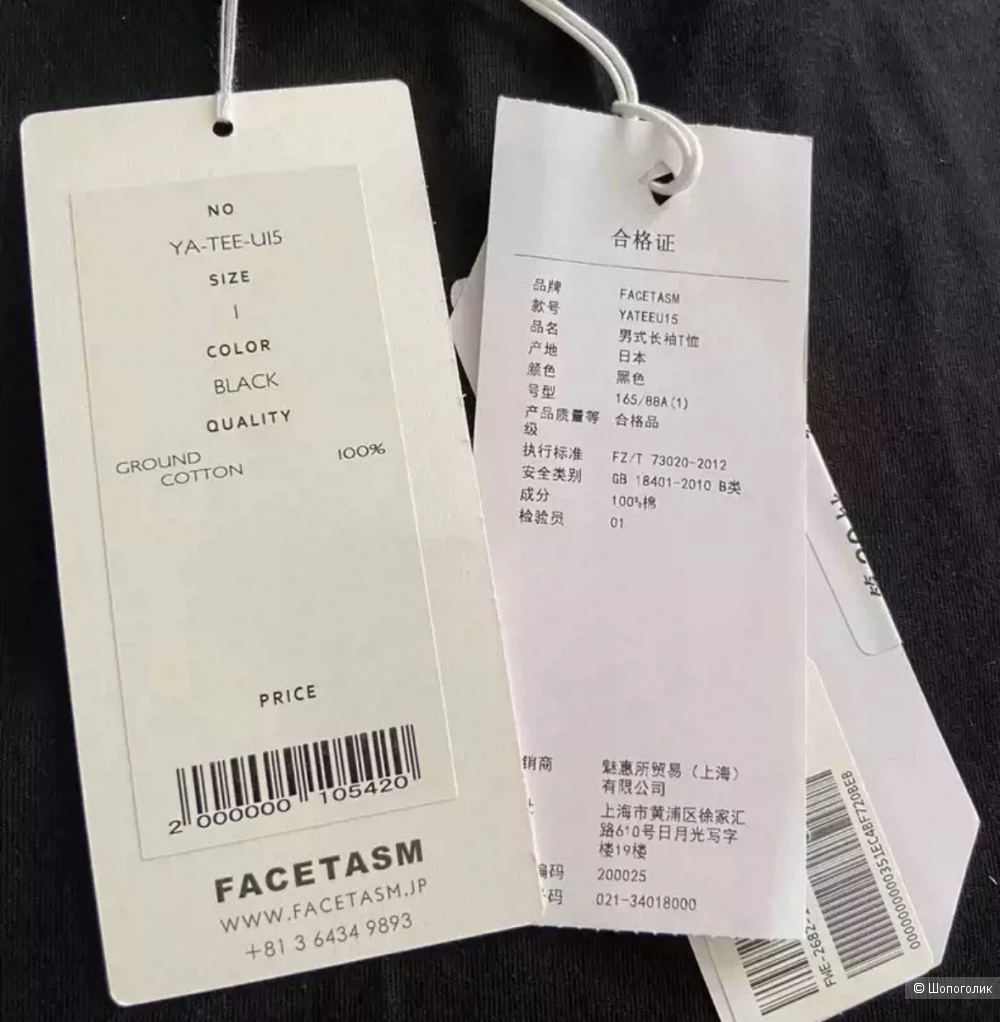 NO
YA-TEE-U15
SIZE
1
COLOR
BLACK
QUALITY
GROUND
COTTON 100%
PRICE
2 000000 105420
FACETASM
WWW.FACETASM.JP
+81 3 6434 9893
合格证
品牌 FACETASM
款号 YATEEU15
品名 男式长袖T恤
产地 日本
颜色 黑色
号型 165/88A(1)
产品质量等级 合格品
执行标准 FZ/T 73020-2012
安全类别 GB 18401-2010 B类
成分 100%棉
检验员 01
销商 魅惠所贸易（上海）
有限公司
上海市黄浦区徐家汇
路610号日月光写字
楼19楼
编码 200025
码 021-34018000
© Шопоголик